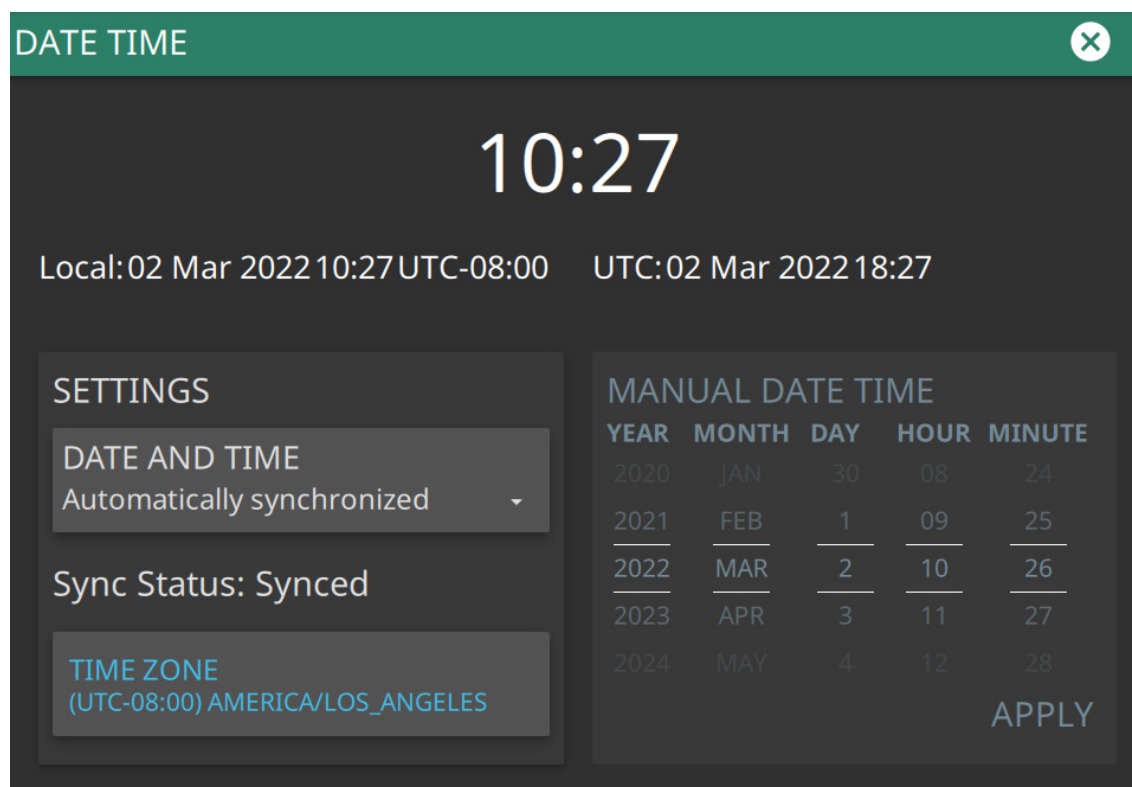 DATE TIME
10:27
Local: 02 Mar 2022 10:27 UTC-08:00 UTC: 02 Mar 2022 18:27
SETTINGS
DATE AND TIME
Automatically synchronized
Sync Status: Synced
TIME ZONE
(UTC-08:00) AMERICA/LOS_ANGELES
MANUAL DATE TIME
YEAR MONTH DAY HOUR MINUTE
2020 JAN 30 08 24
2021 FEB 1 09 25
2022 MAR 2 10 26
2023 APR 3 11 27
2024 MAY 4 12 28
APPLY